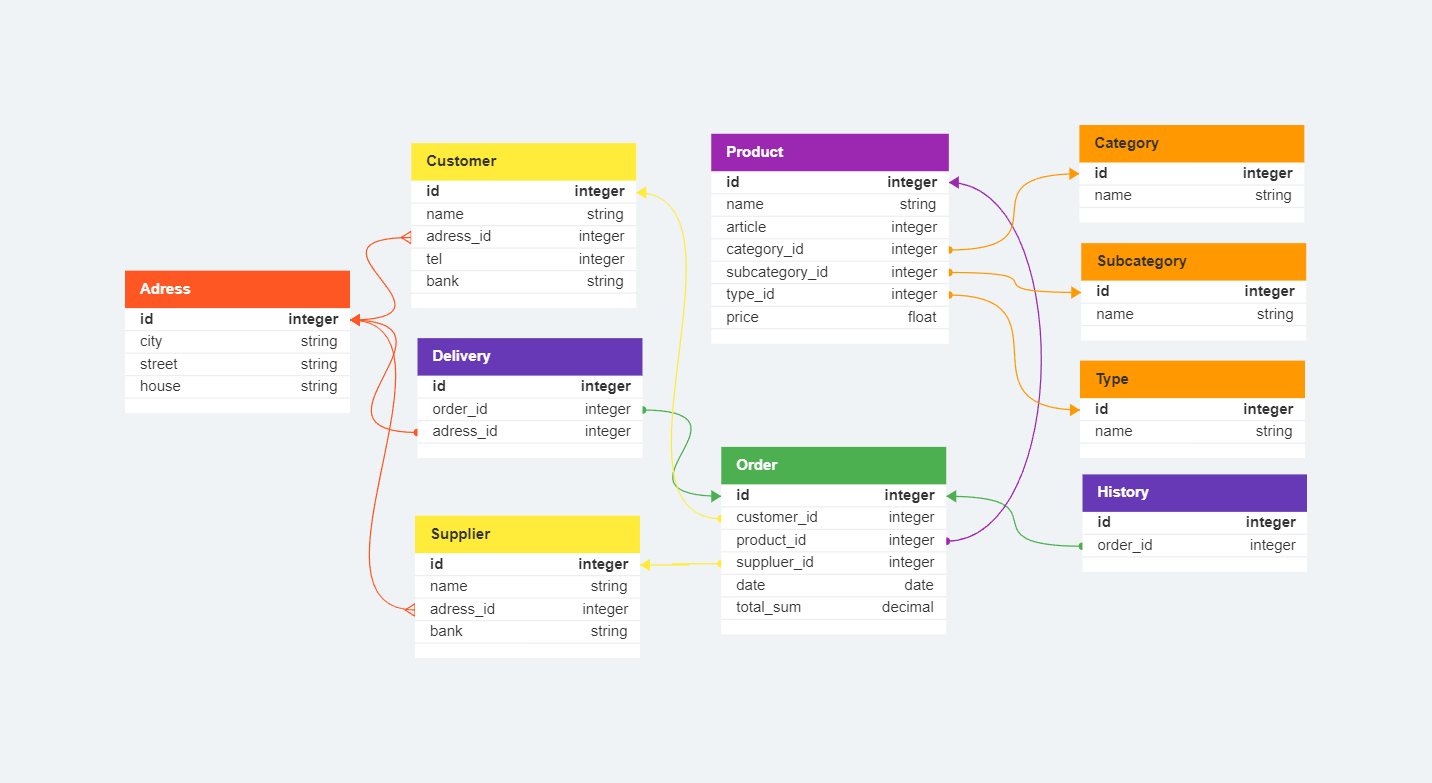 Adress
id integer
city string
street string
house string
Customer
id integer
name string
adress_id integer
tel integer
bank string
Delivery
id integer
order_id integer
adress_id integer
Supplier
id integer
name string
adress_id integer
bank string
Product
id integer
name string
article integer
category_id integer
subcategory_id integer
type_id integer
price float
Order
id integer
customer_id integer
product_id integer
suppluer_id integer
date date
total_sum decimal
Category
id integer
name string
Subcategory
id integer
name string
Type
id integer
name string
History
id integer
order_id integer